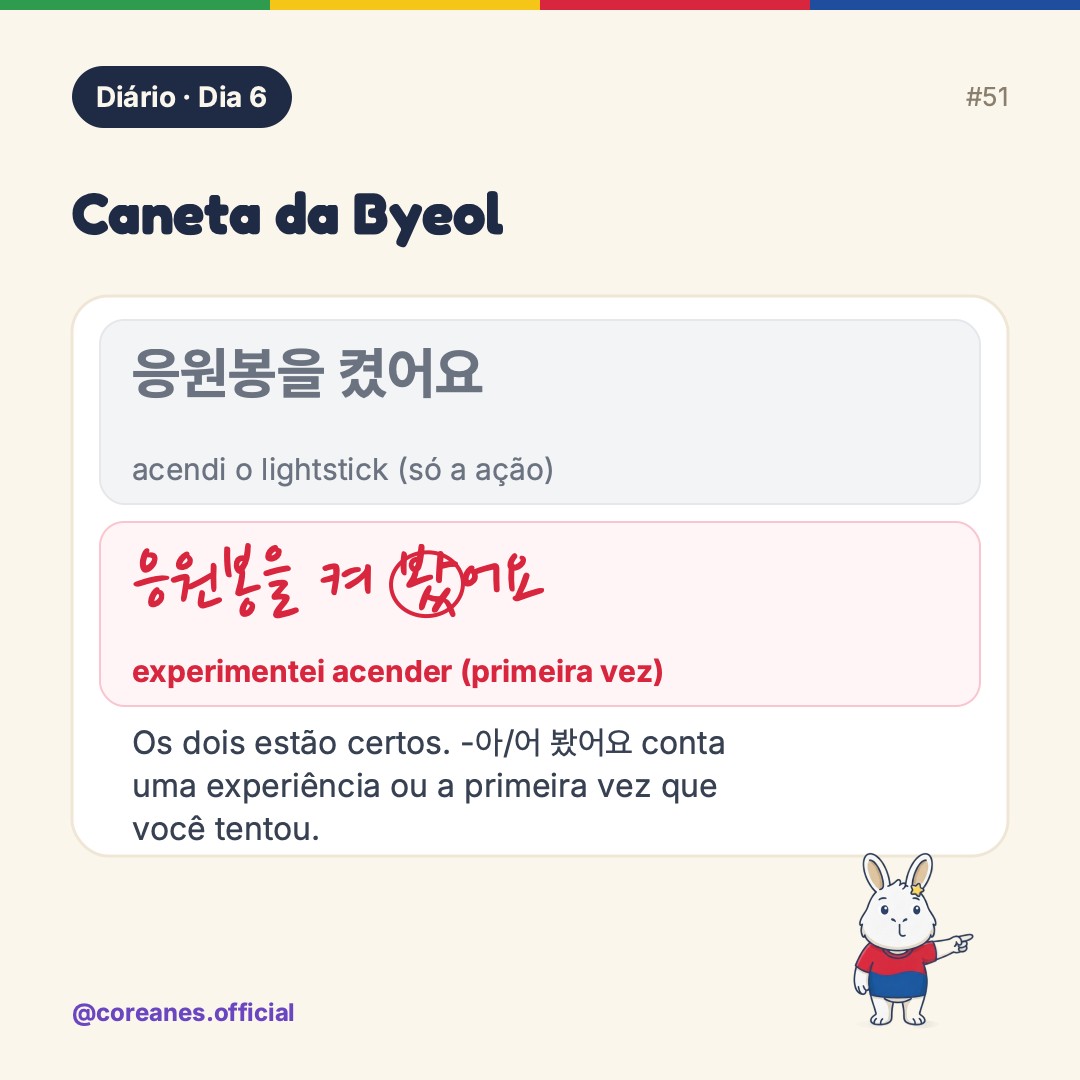 Diário · Dia 6
#51
Caneta da Byeol
응원봉을 켰어요
acendi o lightstick (só a ação)
응원봉을 켜 봤어요
experimentei acender (primeira vez)
Os dois estão certos. -아/어 봤어요 conta
uma experiência ou a primeira vez que
você tentou.
@coreanes.official